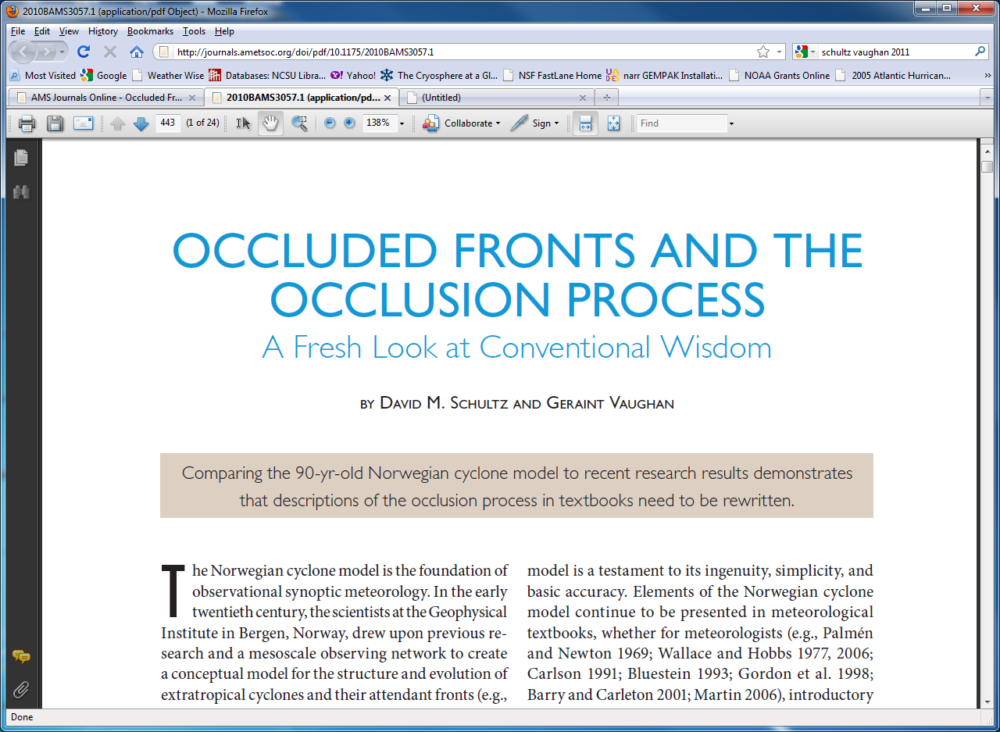 2010BAMS3057.1 (application/pdf Object) - Mozilla Firefox
File Edit View History Bookmarks Tools Help
http://journals.ametsoc.org/doi/pdf/10.1175/2010BAMS3057.1 schultz vaughan 2011
Most Visited Google Weather Wise Databases: NCSU Libra... Yahoo! The Cryosphere at a Gl... NSF FastLane Home narr GEMPAK Installati... NOAA Grants Online 2005 Atlantic Hurrican... »
AMS Journals Online - Occluded Fr... 2010BAMS3057.1 (application/pd... (Untitled)
443 (1 of 24) 138% Collaborate Sign Find
OCCLUDED FRONTS AND THE
OCCLUSION PROCESS
A Fresh Look at Conventional Wisdom
BY DAVID M. SCHULTZ AND GERAINT VAUGHAN
Comparing the 90-yr-old Norwegian cyclone model to recent research results demonstrates
that descriptions of the occlusion process in textbooks need to be rewritten.
The Norwegian cyclone model is the foundation of
observational synoptic meteorology. In the early
twentieth century, the scientists at the Geophysical
Institute in Bergen, Norway, drew upon previous re-
search and a mesoscale observing network to create
a conceptual model for the structure and evolution of
extratropical cyclones and their attendant fronts (e.g.,
model is a testament to its ingenuity, simplicity, and
basic accuracy. Elements of the Norwegian cyclone
model continue to be presented in meteorological
textbooks, whether for meteorologists (e.g., Palmén
and Newton 1969; Wallace and Hobbs 1977, 2006;
Carlson 1991; Bluestein 1993; Gordon et al. 1998;
Barry and Carleton 2001; Martin 2006), introductory
Done